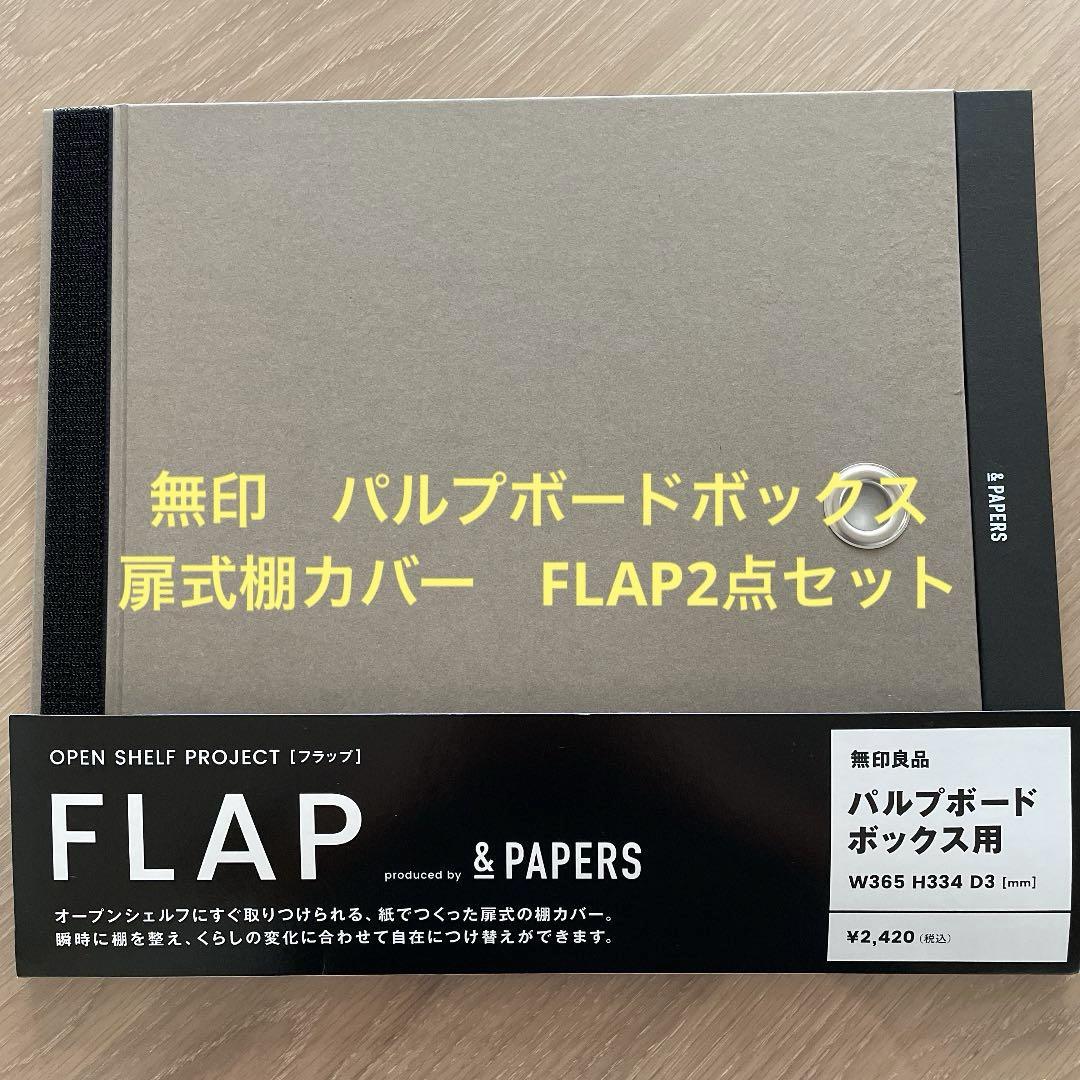 無印　パルプボードボックス
扉式棚カバー　FLAP2点セット
& PAPERS
OPEN SHELF PROJECT [フラップ]
FLAP
produced by & PAPERS
オープンシェルフにすぐ取りつけられる、紙でつくった扉式の棚カバー。
瞬時に棚を整え、くらしの変化に合わせて自在につけ替えができます。
無印良品
パルプボード
ボックス用
W365 H334 D3 [mm]
¥2,420（税込）